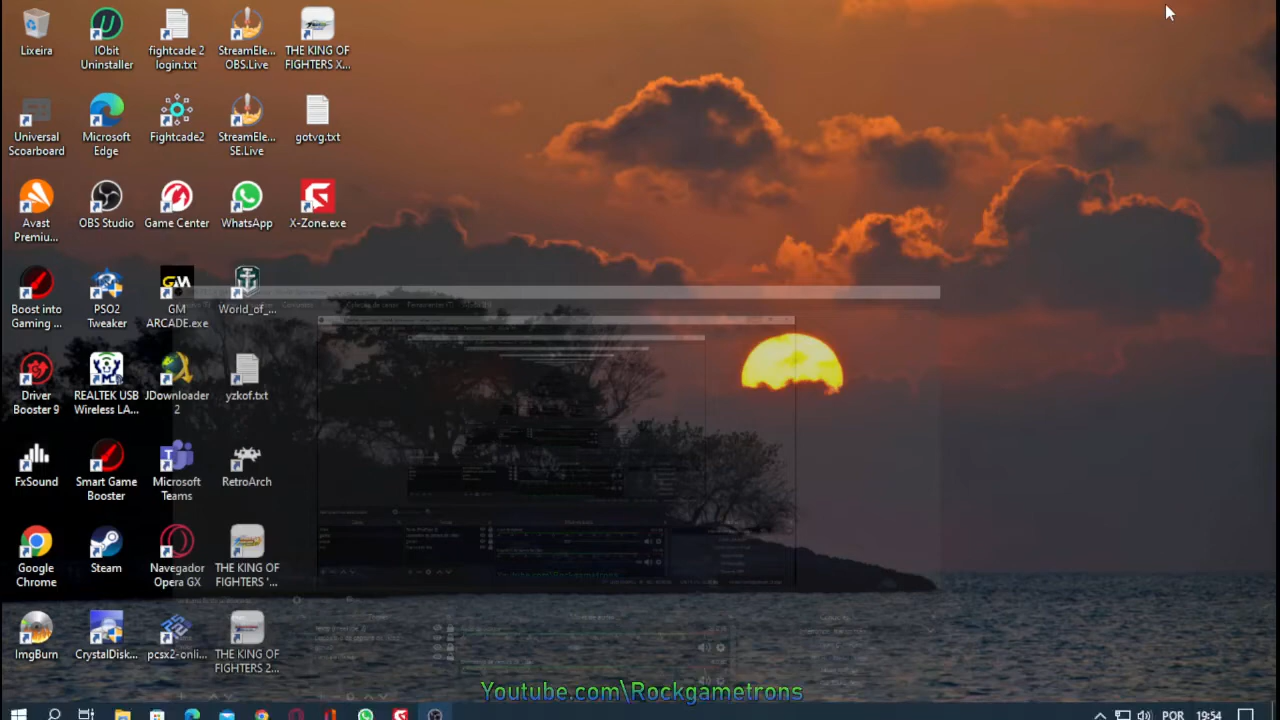 Lixeira
IObit
Uninstaller
fightcade 2
login.txt
StreamEle...
OBS.Live
THE KING OF
FIGHTERS X...
Universal
Scoarboard
Microsoft
Edge
Fightcade2
StreamEle...
SE.Live
gotvg.txt
Avast
Premiu...
OBS Studio
Game Center
WhatsApp
X-Zone.exe
Boost into
Gaming ...
PSO2
Tweaker
GM
ARCADE.exe
World_of_...
Driver
Booster 9
REALTEK USB
Wireless LA...
JDownloader
2
yzkof.txt
FxSound
Smart Game
Booster
Microsoft
Teams
RetroArch
Google
Chrome
Steam
Navegador
Opera GX
THE KING OF
FIGHTERS '...
ImgBurn
CrystalDisk...
pcsx2-onli...
THE KING OF
FIGHTERS 2...
Youtube.com\Rockgametrons
POR
19:54